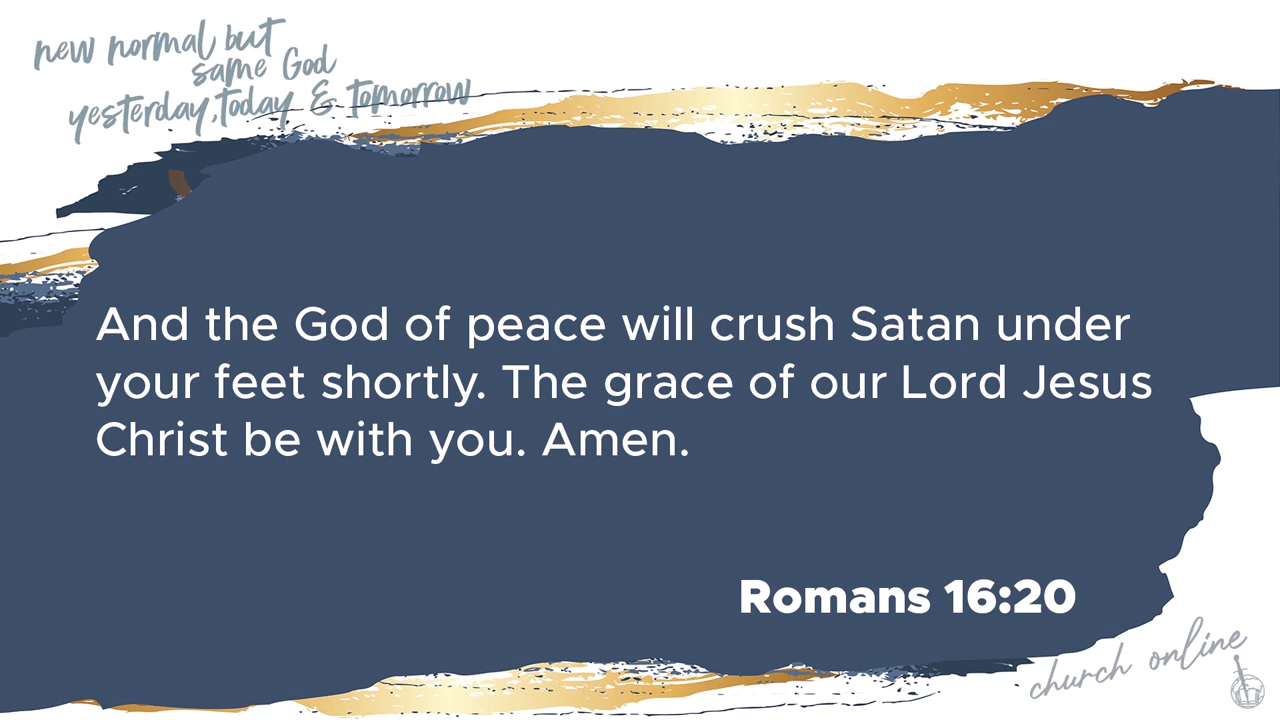 new normal but
same God
yesterday, today & tomorrow
And the God of peace will crush Satan under
your feet shortly. The grace of our Lord Jesus
Christ be with you. Amen.
Romans 16:20
church online